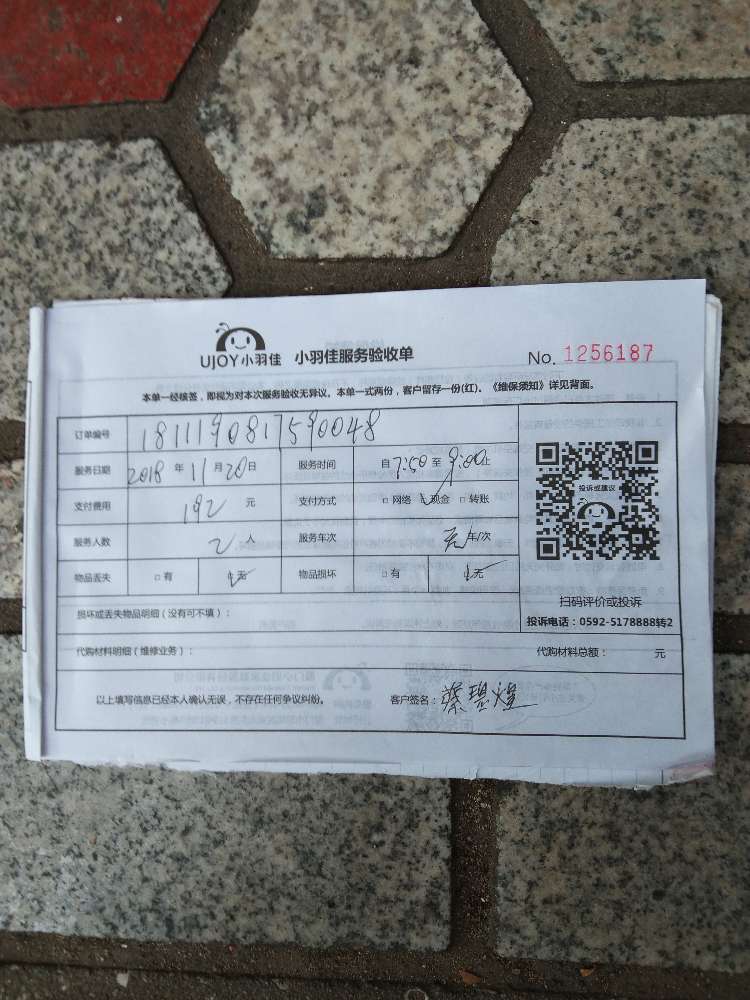 UJOY小羽佳 小羽佳服务验收单 No. 1256187
本单一经核签，即视为对本次服务验收无异议。本单一式两份，客户留存一份(红)。《维保须知》详见背面。
订单编号 1811190817590048
服务日期 2018 年 11 月 20 日 服务时间 自 7:50 至 9:00 止
支付费用 192 元 支付方式 □ 网络 ☑ 现金 □ 转账
服务人数 2 人 服务年次 年/次
物品丢失 □ 有 ☑ 无 物品损坏 □ 有 ☑ 无
投诉或建议
扫码评价或投诉
投诉电话：0592-5178888转2
损坏或丢失物品明细（没有可不填）：
代购材料明细（维修业务）： 代购材料总额： 元
以上填写信息已经本人确认无误，不存在任何争议纠纷。 客户签名：蔡碧煌